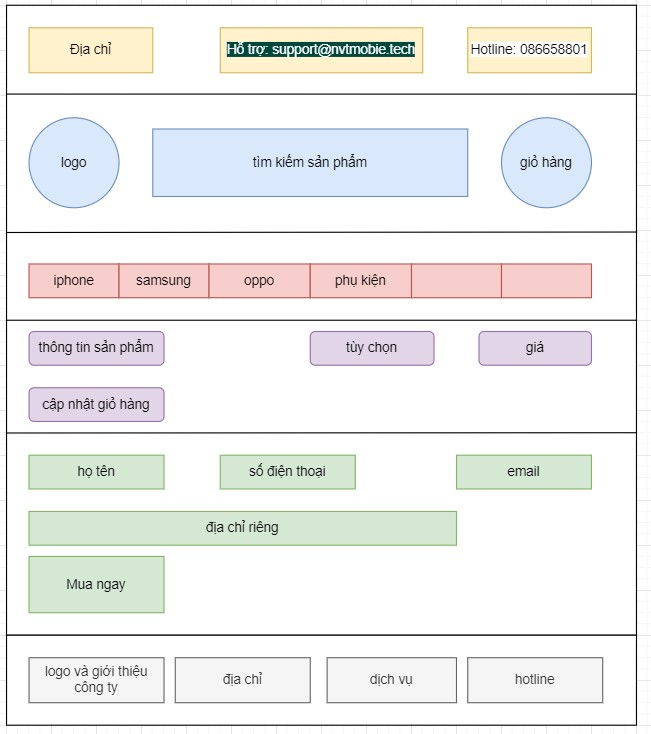 Địa chỉ
Hỗ trợ: support@nvtmobie.tech
Hotline: 086658801
logo
tìm kiếm sản phẩm
giỏ hàng
iphone
samsung
oppo
phụ kiện
thông tin sản phẩm
tùy chọn
giá
cập nhật giỏ hàng
họ tên
số điện thoại
email
địa chỉ riêng
Mua ngay
logo và giới thiệu
công ty
địa chỉ
dịch vụ
hotline